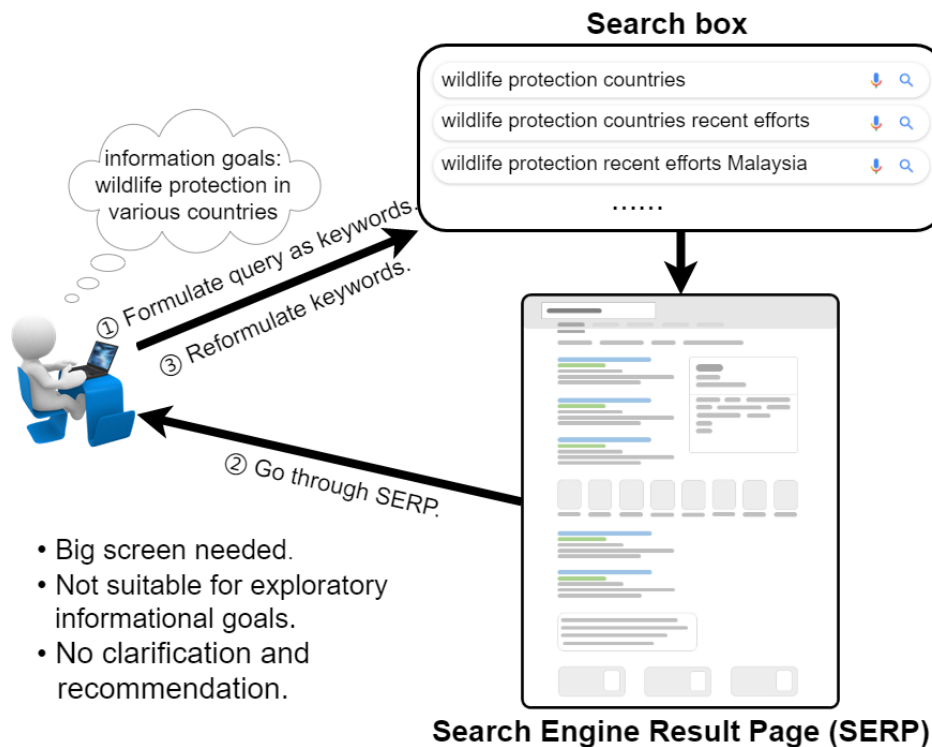 Search box
wildlife protection countries
wildlife protection countries recent efforts
wildlife protection recent efforts Malaysia
......
information goals:
wildlife protection in
various countries
① Formulate query as keywords.
③ Reformulate keywords.
② Go through SERP.
• Big screen needed.
• Not suitable for exploratory
informational goals.
• No clarification and
recommendation.
Search Engine Result Page (SERP)